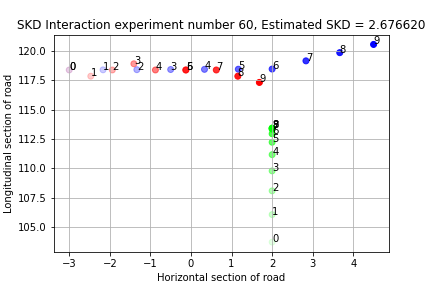 SKD Interaction experiment number 60, Estimated SKD = 2.676620
120.0
117.5
115.0
112.5
110.0
107.5
105.0
Longitudinal section of road
0 1 2 3 4 5 6 7 8 9
0 1 2 3 4 5 6 7 8 9
9
6
5
4
3
2
1
0
−3 −2 −1 0 1 2 3 4
Horizontal section of road